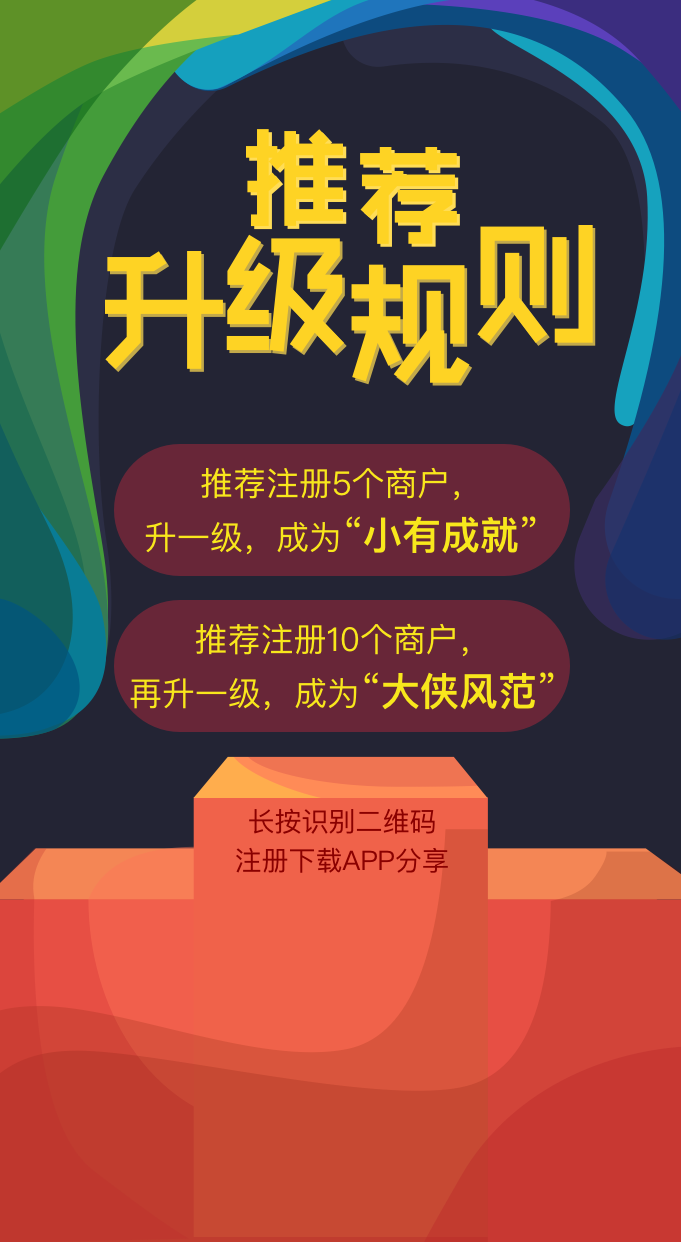 推荐
升级规则
推荐注册5个商户，
升一级，成为“小有成就”
推荐注册10个商户，
再升一级，成为“大侠风范”
长按识别二维码
注册下载APP分享